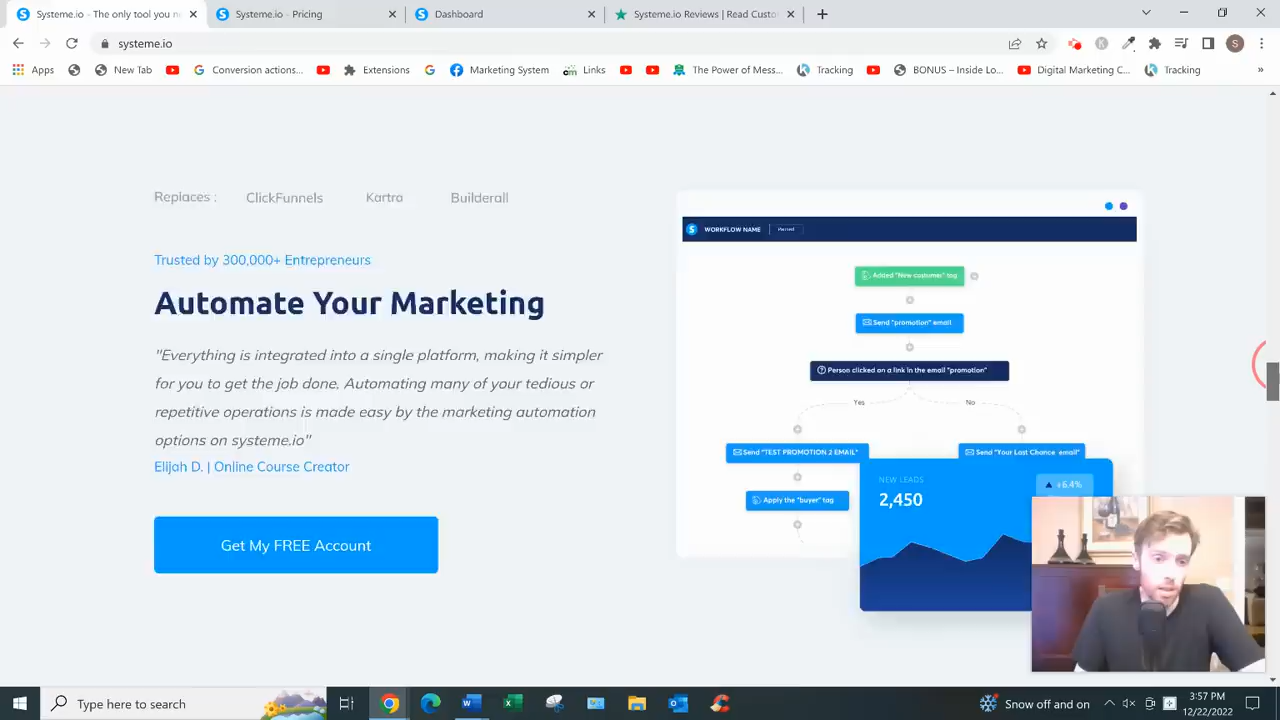 Systeme.io - The only tool you n
Systeme.io - Pricing
Dashboard
Systeme.io Reviews | Read Custo
systeme.io
S
Apps
New Tab
Conversion actions...
Extensions
Marketing System
cm
Links
The Power of Mess...
Tracking
BONUS – Inside Lo...
Digital Marketing C...
Tracking
»
Replaces :
ClickFunnels
Kartra
Builderall
Trusted by 300,000+ Entrepreneurs
Automate Your Marketing
"Everything is integrated into a single platform, making it simpler
for you to get the job done. Automating many of your tedious or
repetitive operations is made easy by the marketing automation
options on systeme.io"
Elijah D. | Online Course Creator
Get My FREE Account
S WORKFLOW NAME
Added "New customer" tag
Send "promotion" email
Person clicked on a link in the email "promotion"
Yes
No
Send "TEST PROMOTION 2 EMAIL"
Send "Your Last Chance email"
Apply the "buyer" tag
NEW LEADS
2,450
+6.4%
Type here to search
Snow off and on
3:57 PM
12/22/2022